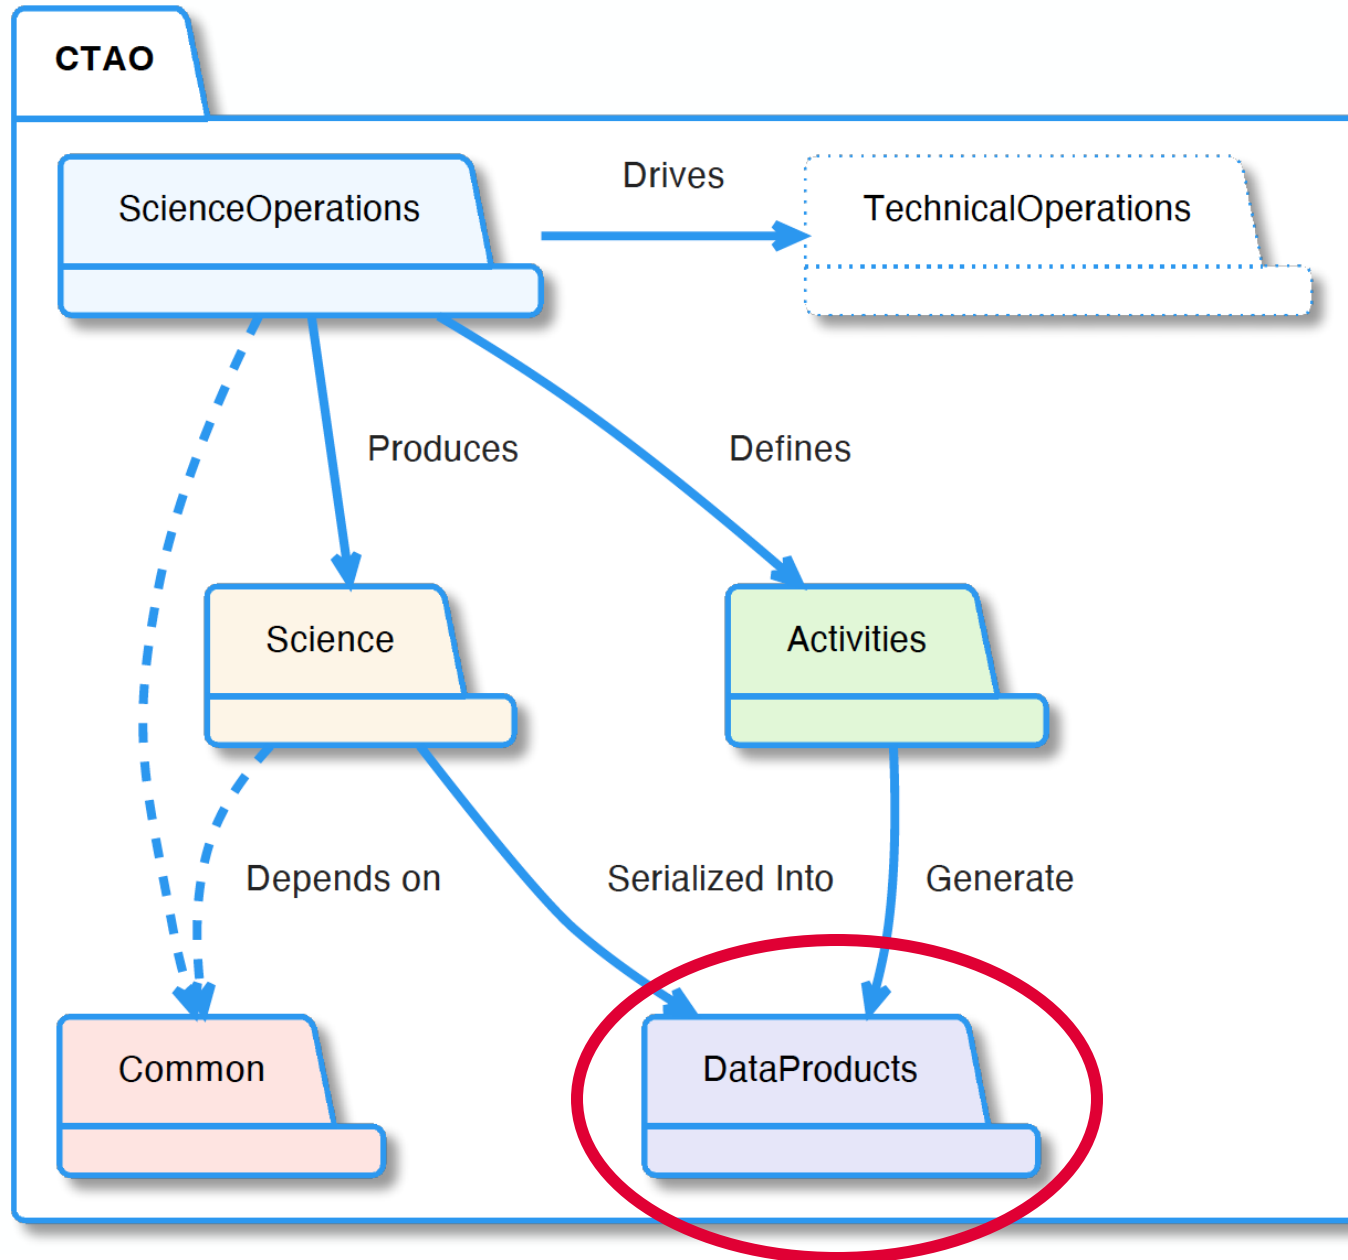 CTAO
Drives
ScienceOperations
TechnicalOperations
Produces
Defines
Science
Activities
Depends on
Serialized Into
Generate
Common
DataProducts